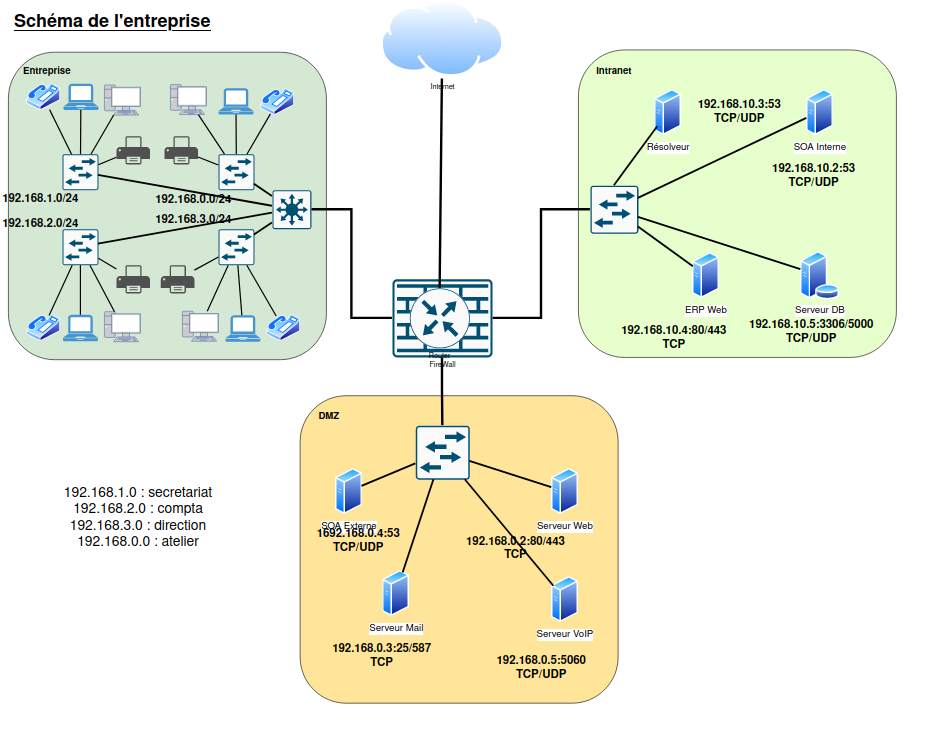 Schéma de l'entreprise
Internet
Entreprise
192.168.1.0/24
192.168.0.0/24
192.168.2.0/24
192.168.3.0/24
Intranet
Résolveur
192.168.10.3:53
TCP/UDP
SOA Interne
192.168.10.2:53
TCP/UDP
ERP Web
192.168.10.4:80/443
TCP
Serveur DB
192.168.10.5:3306/5000
TCP/UDP
Router
FireWall
DMZ
SOA Externe
1692.168.0.4:53
TCP/UDP
Serveur Web
192.168.0.2:80/443
TCP
Serveur Mail
192.168.0.3:25/587
TCP
Serveur VoIP
192.168.0.5:5060
TCP/UDP
192.168.1.0 : secretariat
192.168.2.0 : compta
192.168.3.0 : direction
192.168.0.0 : atelier